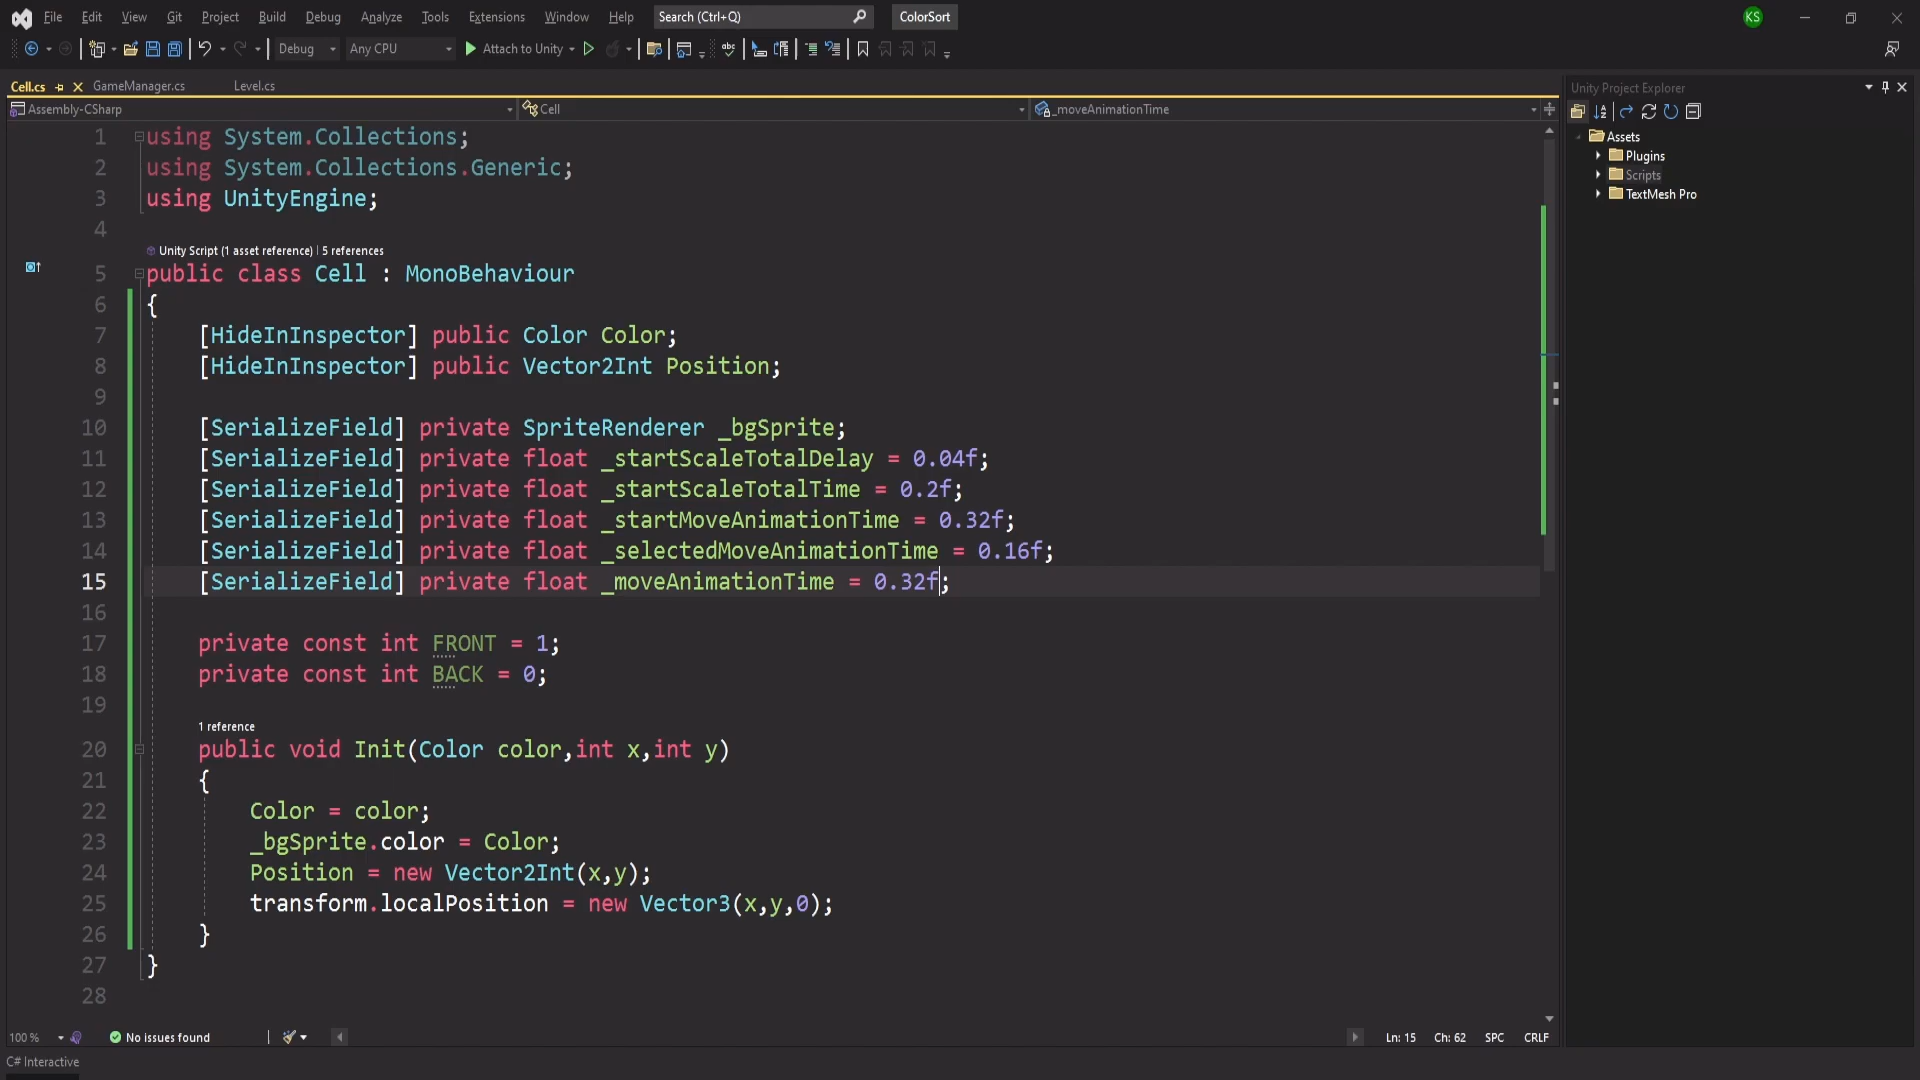 File Edit View Git Project Build Debug Analyze Tools Extensions Window Help Search (Ctrl+Q) ColorSort KS
Debug Any CPU Attach to Unity abc
Cell.cs GameManager.cs Level.cs
Assembly-CSharp Cell _moveAnimationTime
1 using System.Collections;
2 using System.Collections.Generic;
3 using UnityEngine;
4
Unity Script (1 asset reference) | 5 references
5 public class Cell : MonoBehaviour
6 {
7 [HideInInspector] public Color Color;
8 [HideInInspector] public Vector2Int Position;
9
10 [SerializeField] private SpriteRenderer _bgSprite;
11 [SerializeField] private float _startScaleTotalDelay = 0.04f;
12 [SerializeField] private float _startScaleTotalTime = 0.2f;
13 [SerializeField] private float _startMoveAnimationTime = 0.32f;
14 [SerializeField] private float _selectedMoveAnimationTime = 0.16f;
15 [SerializeField] private float _moveAnimationTime = 0.32f;
16
17 private const int FRONT = 1;
18 private const int BACK = 0;
19
1 reference
20 public void Init(Color color,int x,int y)
21 {
22 Color = color;
23 _bgSprite.color = Color;
24 Position = new Vector2Int(x,y);
25 transform.localPosition = new Vector3(x,y,0);
26 }
27 }
28
100 % No issues found Ln: 15 Ch: 62 SPC CRLF
C# Interactive
Unity Project Explorer
Assets
Plugins
Scripts
TextMesh Pro